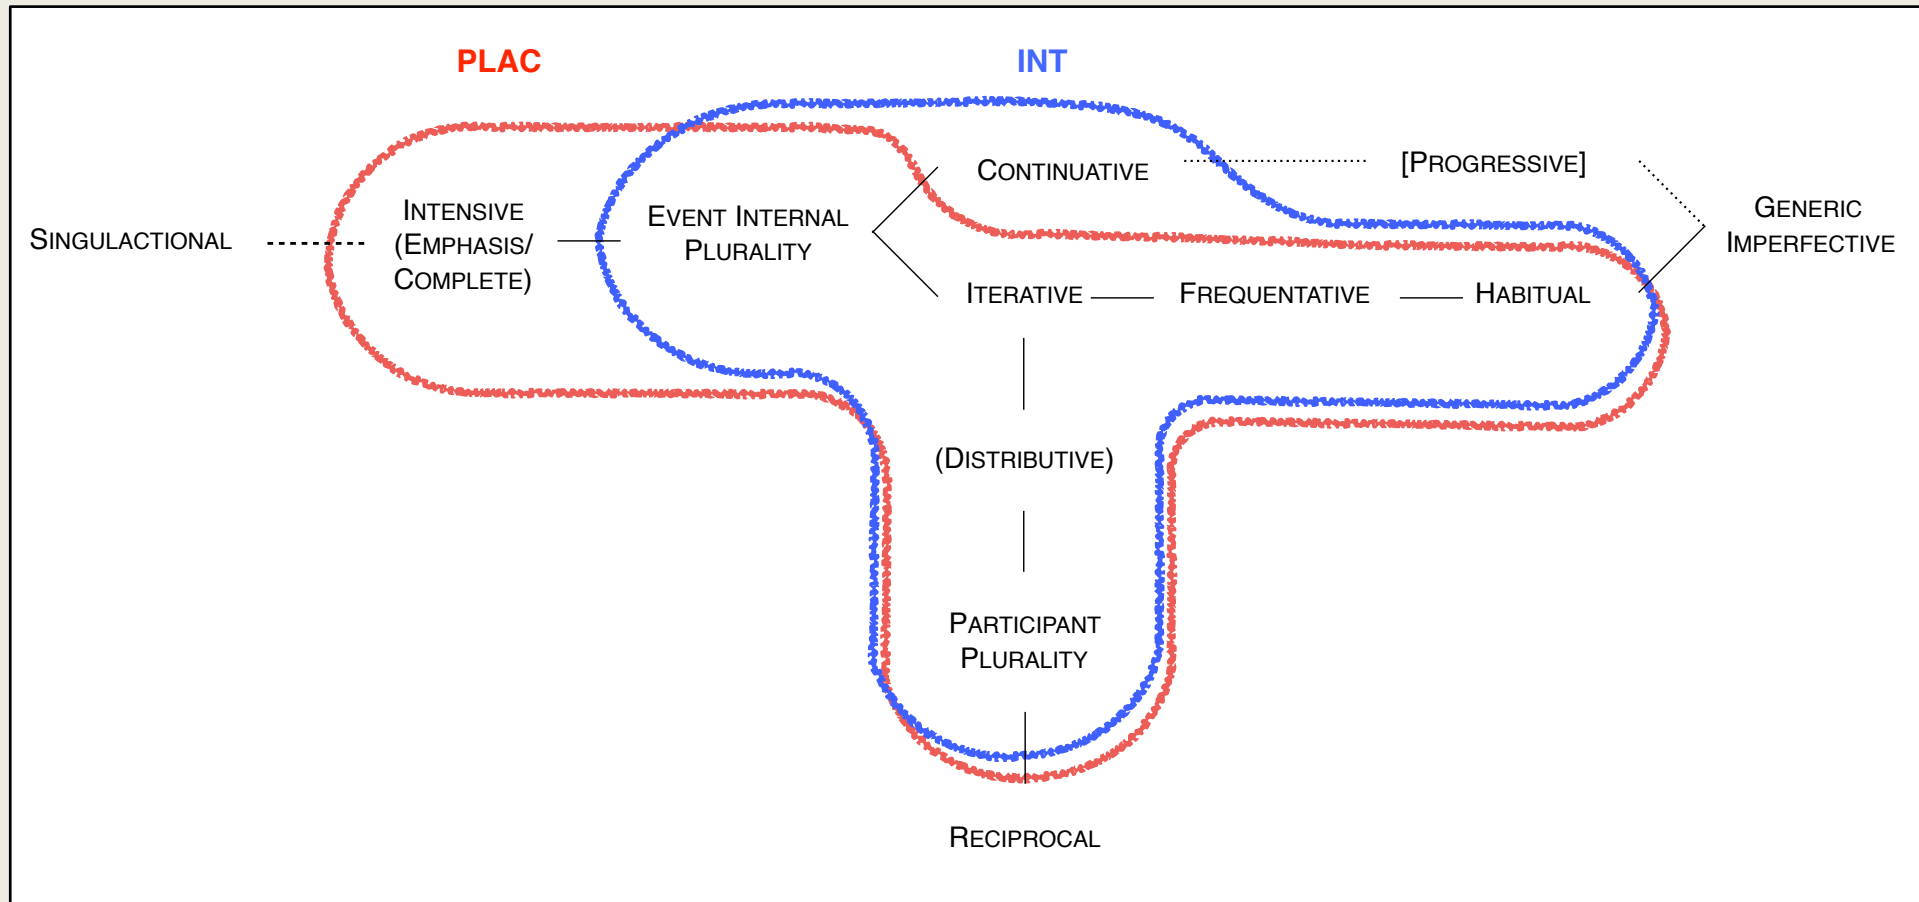 PLAC
INT
SINGULACTIONAL
INTENSIVE
(EMPHASIS/
COMPLETE)
EVENT INTERNAL
PLURALITY
CONTINUATIVE
[PROGRESSIVE]
GENERIC
IMPERFECTIVE
ITERATIVE
FREQUENTATIVE
HABITUAL
(DISTRIBUTIVE)
PARTICIPANT
PLURALITY
RECIPROCAL